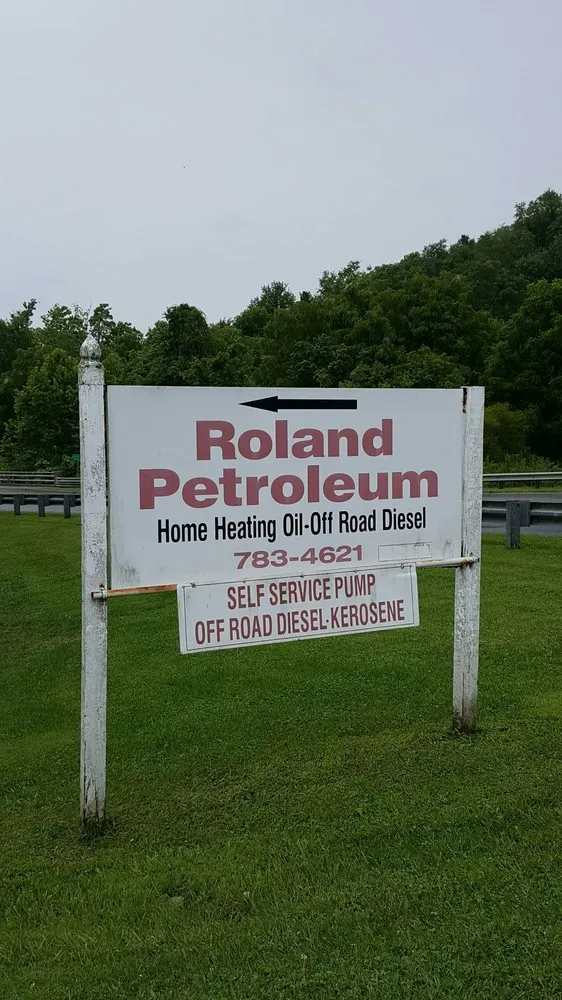 Roland
Petroleum
Home Heating Oil-Off Road Diesel
783-4621
SELF SERVICE PUMP
OFF ROAD DIESEL-KEROSENE